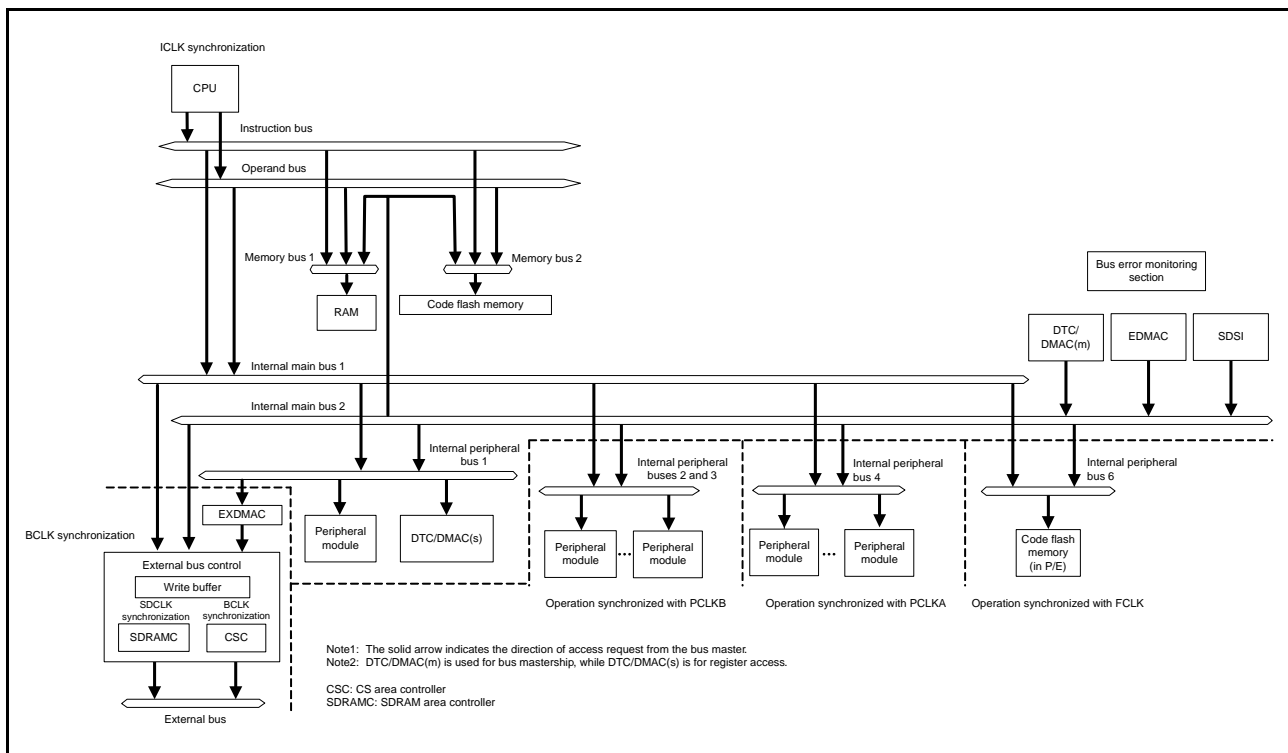 ICLK synchronization
CPU
Instruction bus
Operand bus
Memory bus 1
Memory bus 2
Bus error monitoring
section
RAM
Code flash memory
DTC/
DMAC(m)
EDMAC
SDSI
Internal main bus 1
Internal main bus 2
Internal peripheral
bus 1
Internal peripheral
buses 2 and 3
Internal peripheral
bus 4
Internal peripheral
bus 6
EXDMAC
BCLK synchronization
Peripheral
module
DTC/DMAC(s)
Peripheral
module
...
Peripheral
module
Peripheral
module
...
Peripheral
module
Code flash
memory
(in P/E)
External bus control
Write buffer
SDCLK
synchronization
BCLK
synchronization
SDRAMC
CSC
Operation synchronized with PCLKB
Operation synchronized with PCLKA
Operation synchronized with FCLK
Note1: The solid arrow indicates the direction of access request from the bus master.
Note2: DTC/DMAC(m) is used for bus mastership, while DTC/DMAC(s) is for register access.
CSC: CS area controller
SDRAMC: SDRAM area controller
External bus